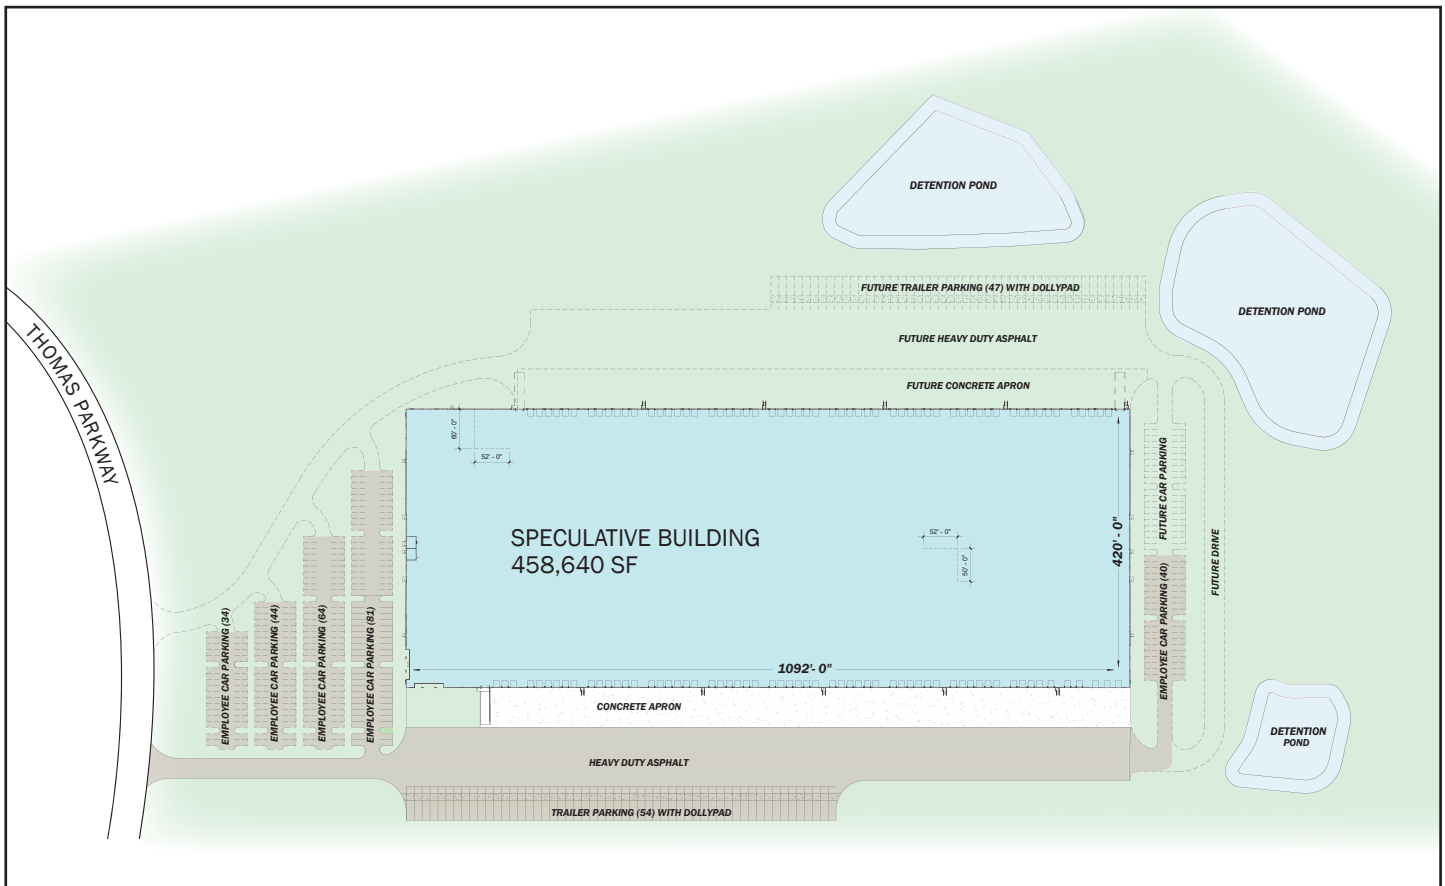 DETENTION POND
DETENTION POND
FUTURE TRAILER PARKING (47) WITH DOLLYPAD
FUTURE HEAVY DUTY ASPHALT
FUTURE CONCRETE APRON
THOMAS PARKWAY
60' - 0"
52' - 0"
SPECULATIVE BUILDING
458,640 SF
52' - 0"
50' - 0"
420' - 0"
1092'- 0"
FUTURE CAR PARKING
FUTURE DRIVE
EMPLOYEE CAR PARKING (34)
EMPLOYEE CAR PARKING (44)
EMPLOYEE CAR PARKING (64)
EMPLOYEE CAR PARKING (81)
EMPLOYEE CAR PARKING (40)
CONCRETE APRON
DETENTION
POND
HEAVY DUTY ASPHALT
TRAILER PARKING (54) WITH DOLLYPAD